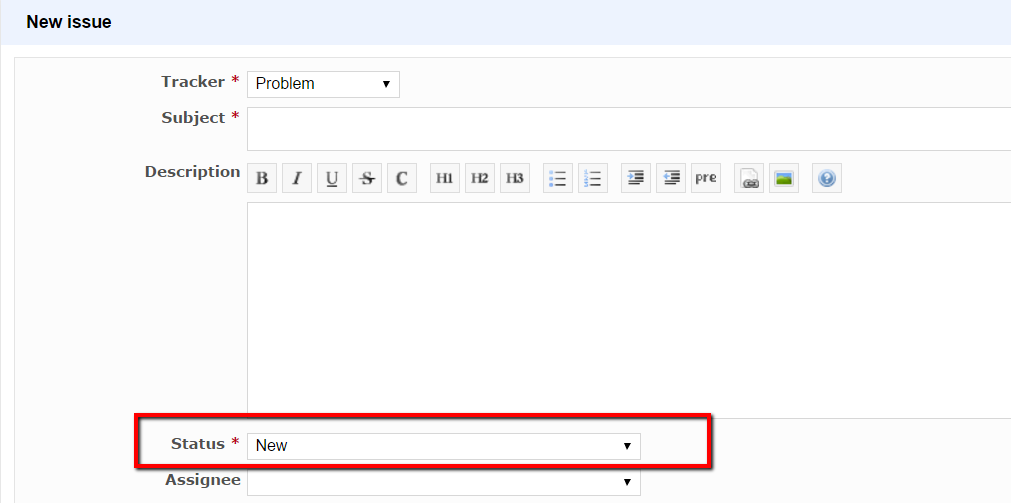 New issue
Tracker * Problem
Subject *
Description B I U S C H1 H2 H3 pre
Status * New
Assignee